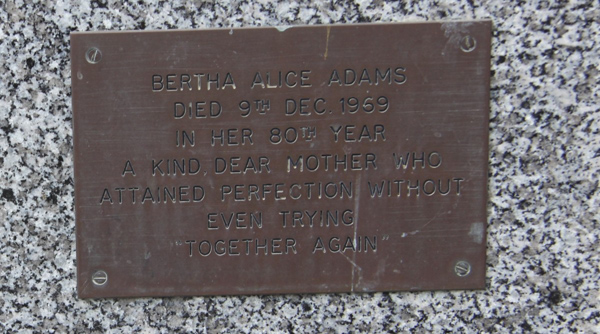 BERTHA ALICE ADAMS
DIED 9TH DEC. 1969
IN HER 80TH YEAR
A KIND, DEAR MOTHER WHO
ATTAINED PERFECTION WITHOUT
EVEN TRYING
"TOGETHER AGAIN"